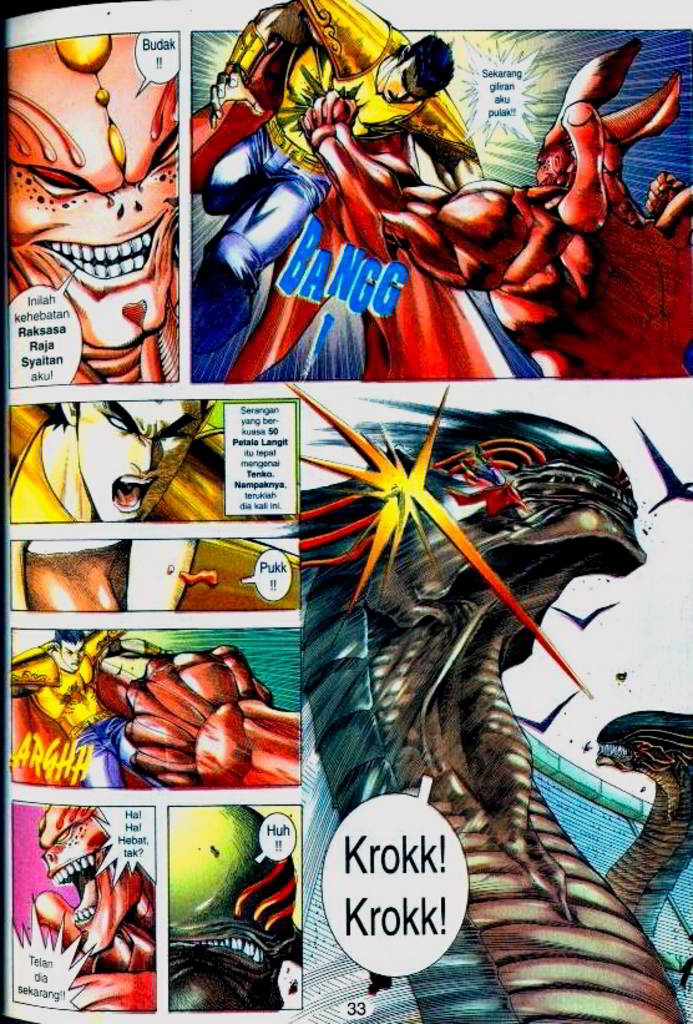 Budak
!!
Inilah
kehebatan
Raksasa
Raja
Syaitan
aku!
Sekarang
giliran
aku
pulak!!
BANGG
!
Serangan
yang ber-
kuasa 50
Petala Langit
itu tepat
mengenai
Tenko.
Nampaknya,
teruklah
dia kali ini.
Pukk
!!
ARGHH
Ha!
Ha!
Hebat,
tak?
Telan
dia
sekarang!!
Huh
!!
Krokk!
Krokk!
33